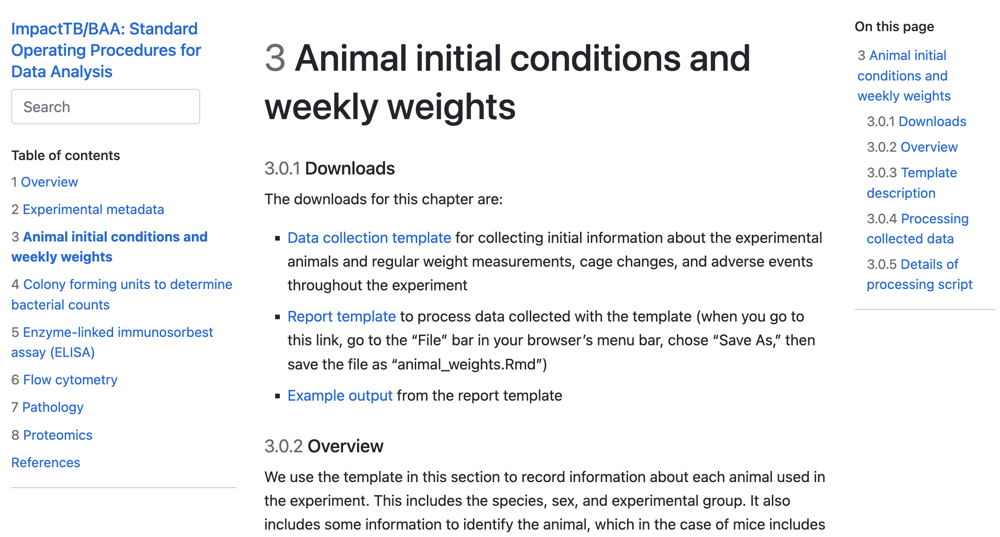 ImpactTB/BAA: Standard
Operating Procedures for
Data Analysis
Search
Table of contents
1 Overview
2 Experimental metadata
3 Animal initial conditions and
weekly weights
4 Colony forming units to determine
bacterial counts
5 Enzyme-linked immunosorbest
assay (ELISA)
6 Flow cytometry
7 Pathology
8 Proteomics
References
3 Animal initial conditions and
weekly weights
3.0.1 Downloads
The downloads for this chapter are:
▪ Data collection template for collecting initial information about the experimental
animals and regular weight measurements, cage changes, and adverse events
throughout the experiment
▪ Report template to process data collected with the template (when you go to
this link, go to the “File” bar in your browser’s menu bar, chose “Save As,” then
save the file as “animal_weights.Rmd”)
▪ Example output from the report template
3.0.2 Overview
We use the template in this section to record information about each animal used in
the experiment. This includes the species, sex, and experimental group. It also
includes some information to identify the animal, which in the case of mice includes
On this page
3 Animal initial
conditions and
weekly weights
3.0.1 Downloads
3.0.2 Overview
3.0.3 Template
description
3.0.4 Processing
collected data
3.0.5 Details of
processing script